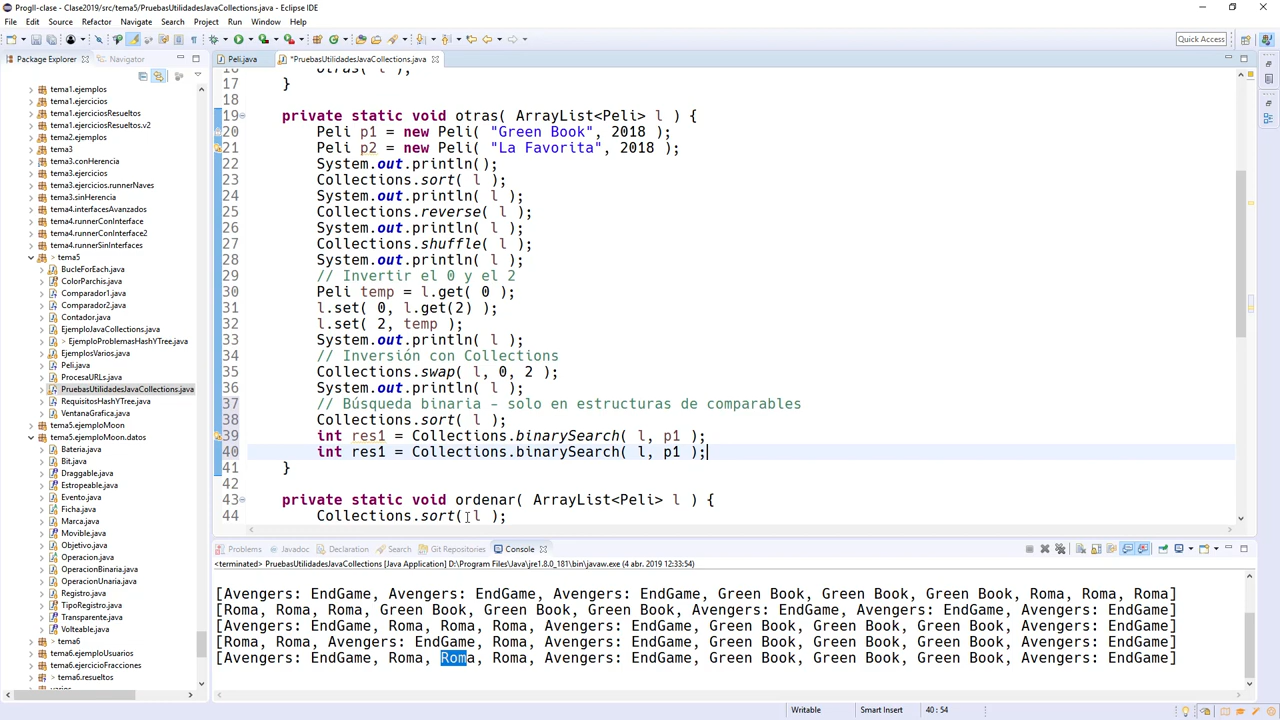 ProgII-clase - Clase2019/src/tema5/PruebasUtilidadesJavaCollections.java - Eclipse IDE
File Edit Source Refactor Navigate Search Project Run Window Help
Quick Access
Package Explorer Navigator
Peli.java *PruebasUtilidadesJavaCollections.java
tema1.ejemplos
tema1.ejercicios
tema1.ejerciciosResueltos
tema1.ejerciciosResueltos.v2
tema2.ejemplos
tema3
tema3.conHerencia
tema3.ejercicios
tema3.ejercicios.runnerNaves
tema3.sinHerencia
tema4.interfacesAvanzados
tema4.runnerConInterface
tema4.runnerConInterface2
tema4.runnerSinInterfaces
> tema5
BucleForEach.java
ColorParchis.java
Comparador1.java
Comparador2.java
Contador.java
EjemploJavaCollections.java
> EjemploProblemasHashYTree.java
EjemplosVarios.java
Peli.java
ProcesaURLs.java
PruebasUtilidadesJavaCollections.java
RequisitosHashYTree.java
VentanaGrafica.java
tema5.ejemploMoon
tema5.ejemploMoon.datos
Bateria.java
Bit.java
Draggable.java
Estropeable.java
Evento.java
Ficha.java
Marca.java
Movible.java
Objetivo.java
Operacion.java
OperacionBinaria.java
OperacionUnaria.java
Registro.java
TipoRegistro.java
Transparente.java
Volteable.java
> tema6
tema6.ejemploUsuarios
tema6.ejercicioFracciones
> tema6.resueltos
varios
16 otras( l );
17 }
18
19 private static void otras( ArrayList<Peli> l ) {
20 Peli p1 = new Peli( "Green Book", 2018 );
21 Peli p2 = new Peli( "La Favorita", 2018 );
22 System.out.println();
23 Collections.sort( l );
24 System.out.println( l );
25 Collections.reverse( l );
26 System.out.println( l );
27 Collections.shuffle( l );
28 System.out.println( l );
29 // Invertir el 0 y el 2
30 Peli temp = l.get( 0 );
31 l.set( 0, l.get(2) );
32 l.set( 2, temp );
33 System.out.println( l );
34 // Inversión con Collections
35 Collections.swap( l, 0, 2 );
36 System.out.println( l );
37 // Búsqueda binaria - solo en estructuras de comparables
38 Collections.sort( l );
39 int res1 = Collections.binarySearch( l, p1 );
40 int res1 = Collections.binarySearch( l, p1 );
41 }
42
43 private static void ordenar( ArrayList<Peli> l ) {
44 Collections.sort( l );
Problems Javadoc Declaration Search Git Repositories Console
<terminated> PruebasUtilidadesJavaCollections [Java Application] D:\Program Files\Java\jre1.8.0_181\bin\javaw.exe (4 abr. 2019 12:33:54)
[Avengers: EndGame, Avengers: EndGame, Avengers: EndGame, Green Book, Green Book, Green Book, Roma, Roma, Roma]
[Roma, Roma, Roma, Green Book, Green Book, Green Book, Avengers: EndGame, Avengers: EndGame, Avengers: EndGame]
[Avengers: EndGame, Roma, Roma, Roma, Avengers: EndGame, Green Book, Green Book, Green Book, Avengers: EndGame]
[Roma, Roma, Avengers: EndGame, Roma, Avengers: EndGame, Green Book, Green Book, Green Book, Avengers: EndGame]
[Avengers: EndGame, Roma, Roma, Roma, Avengers: EndGame, Green Book, Green Book, Green Book, Avengers: EndGame]
Writable Smart Insert 40 : 54